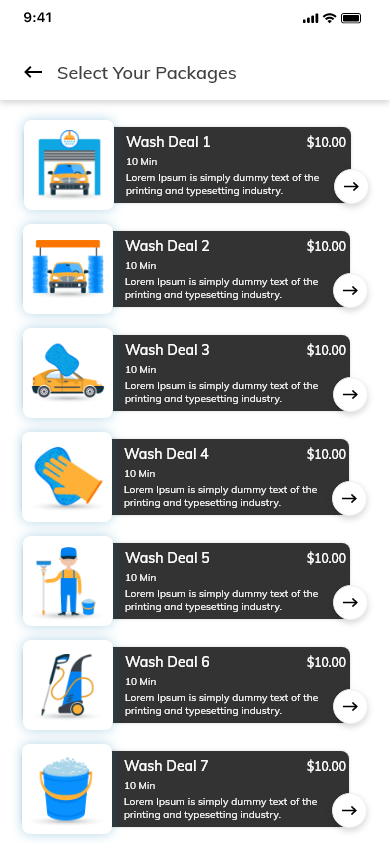 9:41
Select Your Packages
Wash Deal 1 $10.00
10 Min
Lorem Ipsum is simply dummy text of the
printing and typesetting industry.
Wash Deal 2 $10.00
10 Min
Lorem Ipsum is simply dummy text of the
printing and typesetting industry.
Wash Deal 3 $10.00
10 Min
Lorem Ipsum is simply dummy text of the
printing and typesetting industry.
Wash Deal 4 $10.00
10 Min
Lorem Ipsum is simply dummy text of the
printing and typesetting industry.
Wash Deal 5 $10.00
10 Min
Lorem Ipsum is simply dummy text of the
printing and typesetting industry.
Wash Deal 6 $10.00
10 Min
Lorem Ipsum is simply dummy text of the
printing and typesetting industry.
Wash Deal 7 $10.00
10 Min
Lorem Ipsum is simply dummy text of the
printing and typesetting industry.